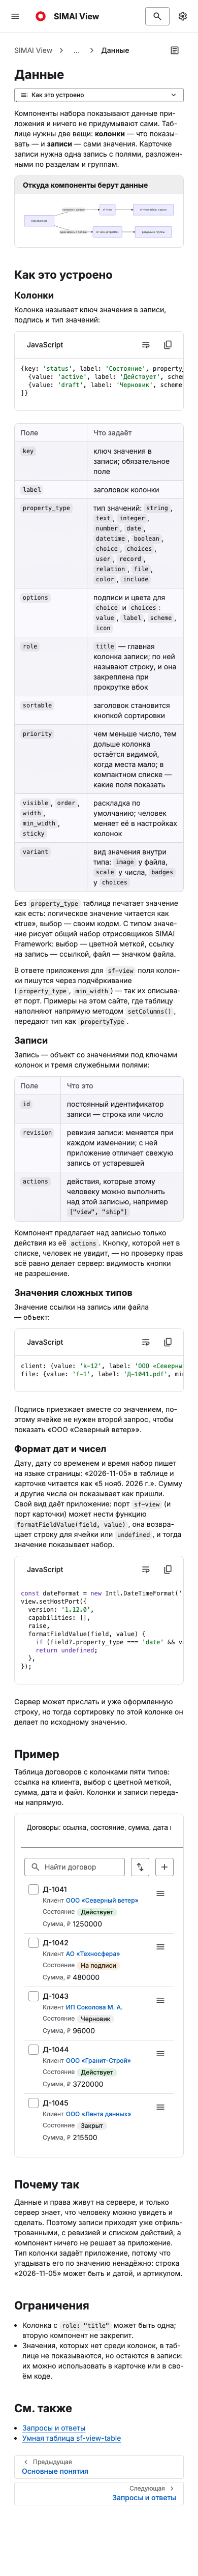 SIMAI View
SIMAI View > ... > Данные
Данные
Как это устроено
Компоненты набора показывают данные при-
ложения и ничего не придумывают сами. Таб-
лице нужны две вещи: колонки — что показы-
вать — и записи — сами значения. Карточке
записи нужна одна запись с полями, разложен-
ными по разделам и группам.
Откуда компоненты берут данные
Как это устроено
Колонки
Колонка называет ключ значения в записи,
подпись и тип значений:
JavaScript
{key: 'status', label: 'Состояние', property_
{value: 'active', label: 'Действует', schem
{value: 'draft', label: 'Черновик', scheme
]}
Поле Что задаёт
key ключ значения в
записи; обязательное
поле
label заголовок колонки
property_type тип значений: string,
text, integer,
number, date,
datetime, boolean,
choice, choices,
user, record,
relation, file,
color, include
options подписи и цвета для
choice и choices:
value, label, scheme,
icon
role title — главная
колонка записи; по ней
называют строку, и она
закреплена при
прокрутке вбок
sortable заголовок становится
кнопкой сортировки
priority чем меньше число, тем
дольше колонка
остаётся видимой,
когда места мало; в
компактном списке —
какие поля показать
visible, order, раскладка по
width, умолчанию; человек
min_width, меняет её в настройках
sticky колонок
variant вид значения внутри
типа: image у файла,
scale у числа, badges
у choices
Без property_type таблица печатает значение
как есть: логическое значение читается как
«true», выбор — своим кодом. С типом значе-
ние рисует общий набор отрисовщиков SIMAI
Framework: выбор — цветной меткой, ссылку
на запись — ссылкой, файл — значком файла.
В ответе приложения для sf-view поля колон-
ки пишутся через подчёркивание
(property_type, min_width) — так их описыва-
ет порт. Примеры на этом сайте, где таблицу
наполняют напрямую методом setColumns(),
передают тип как propertyType.
Записи
Запись — объект со значениями под ключами
колонок и тремя служебными полями:
Поле Что это
id постоянный идентификатор
записи — строка или число
revision ревизия записи: меняется при
каждом изменении; с ней
приложение отличает свежую
запись от устаревшей
actions действия, которые этому
человеку можно выполнить
над этой записью, например
["view", "ship"]
Компонент предлагает над записью только
действия из её actions. Кнопку, которой нет в
списке, человек не увидит, — но проверку пра-
в всё равно делает сервер: видимость кнопки
не разрешение.
Значения сложных типов
Значение ссылки на запись или файла
— объект:
JavaScript
client: {value: 'k-12', label: 'ООО «Северны
file: {value: 'f-1', label: 'Д-1041.pdf', mim
Подпись приезжает вместе со значением, по-
этому ячейке не нужен второй запрос, чтобы
показать «ООО «Северный ветер»».
Формат дат и чисел
Дату, дату со временем и время набор пишет
на языке страницы: «2026-11-05» в таблице и
карточке читается как «5 нояб. 2026 г.». Сумму
и другие числа он показывает как пришли.
Свой вид даёт приложение: порт sf-view (и
порт карточки) может нести функцию
formatFieldValue(field, value), она возвра-
щает строку для ячейки или undefined, и тогда
значение показывает набор.
JavaScript
const dateFormat = new Intl.DateTimeFormat('
view.setHostPort({
version: '1.12.0',
capabilities: [],
raise,
formatFieldValue(field, value) {
if (field?.property_type === 'date' && va
return undefined;
},
});
Сервер может прислать и уже оформленную
строку, но тогда сортировку по этой колонке он
делает по исходному значению.
Пример
Таблица договоров с колонками пяти типов:
ссылка на клиента, выбор с цветной меткой,
сумма, дата и файл. Колонки и записи переда-
ны напрямую.
Договоры: ссылка, состояние, сумма, дата и
Найти договор
Д-1041
Клиент ООО «Северный ветер»
Состояние Действует
Сумма, ₽ 1250000
Д-1042
Клиент АО «Техносфера»
Состояние На подписи
Сумма, ₽ 480000
Д-1043
Клиент ИП Соколова М. А.
Состояние Черновик
Сумма, ₽ 96000
Д-1044
Клиент ООО «Гранит-Строй»
Состояние Действует
Сумма, ₽ 3720000
Д-1045
Клиент ООО «Лента данных»
Состояние Закрыт
Сумма, ₽ 215500
Почему так
Данные и права живут на сервере, и только
сервер знает, что человеку можно увидеть и
сделать. Поэтому записи приходят уже отфиль-
трованными, с ревизией и списком действий, а
компонент ничего не решает за приложение.
Тип колонки задаёт приложение, потому что
угадывать его по значению ненадёжно: строка
«2026-11-05» может быть и датой, и артикулом.
Ограничения
• Колонка с role: "title" может быть одна;
вторую компонент не закрепит.
• Значения, которых нет среди колонок, в таб-
лице не показываются, но остаются в записи:
их можно использовать в карточке или в сво-
ём коде.
См. также
• Запросы и ответы
• Умная таблица sf-view-table
Предыдущая
Основные понятия
Следующая
Запросы и ответы